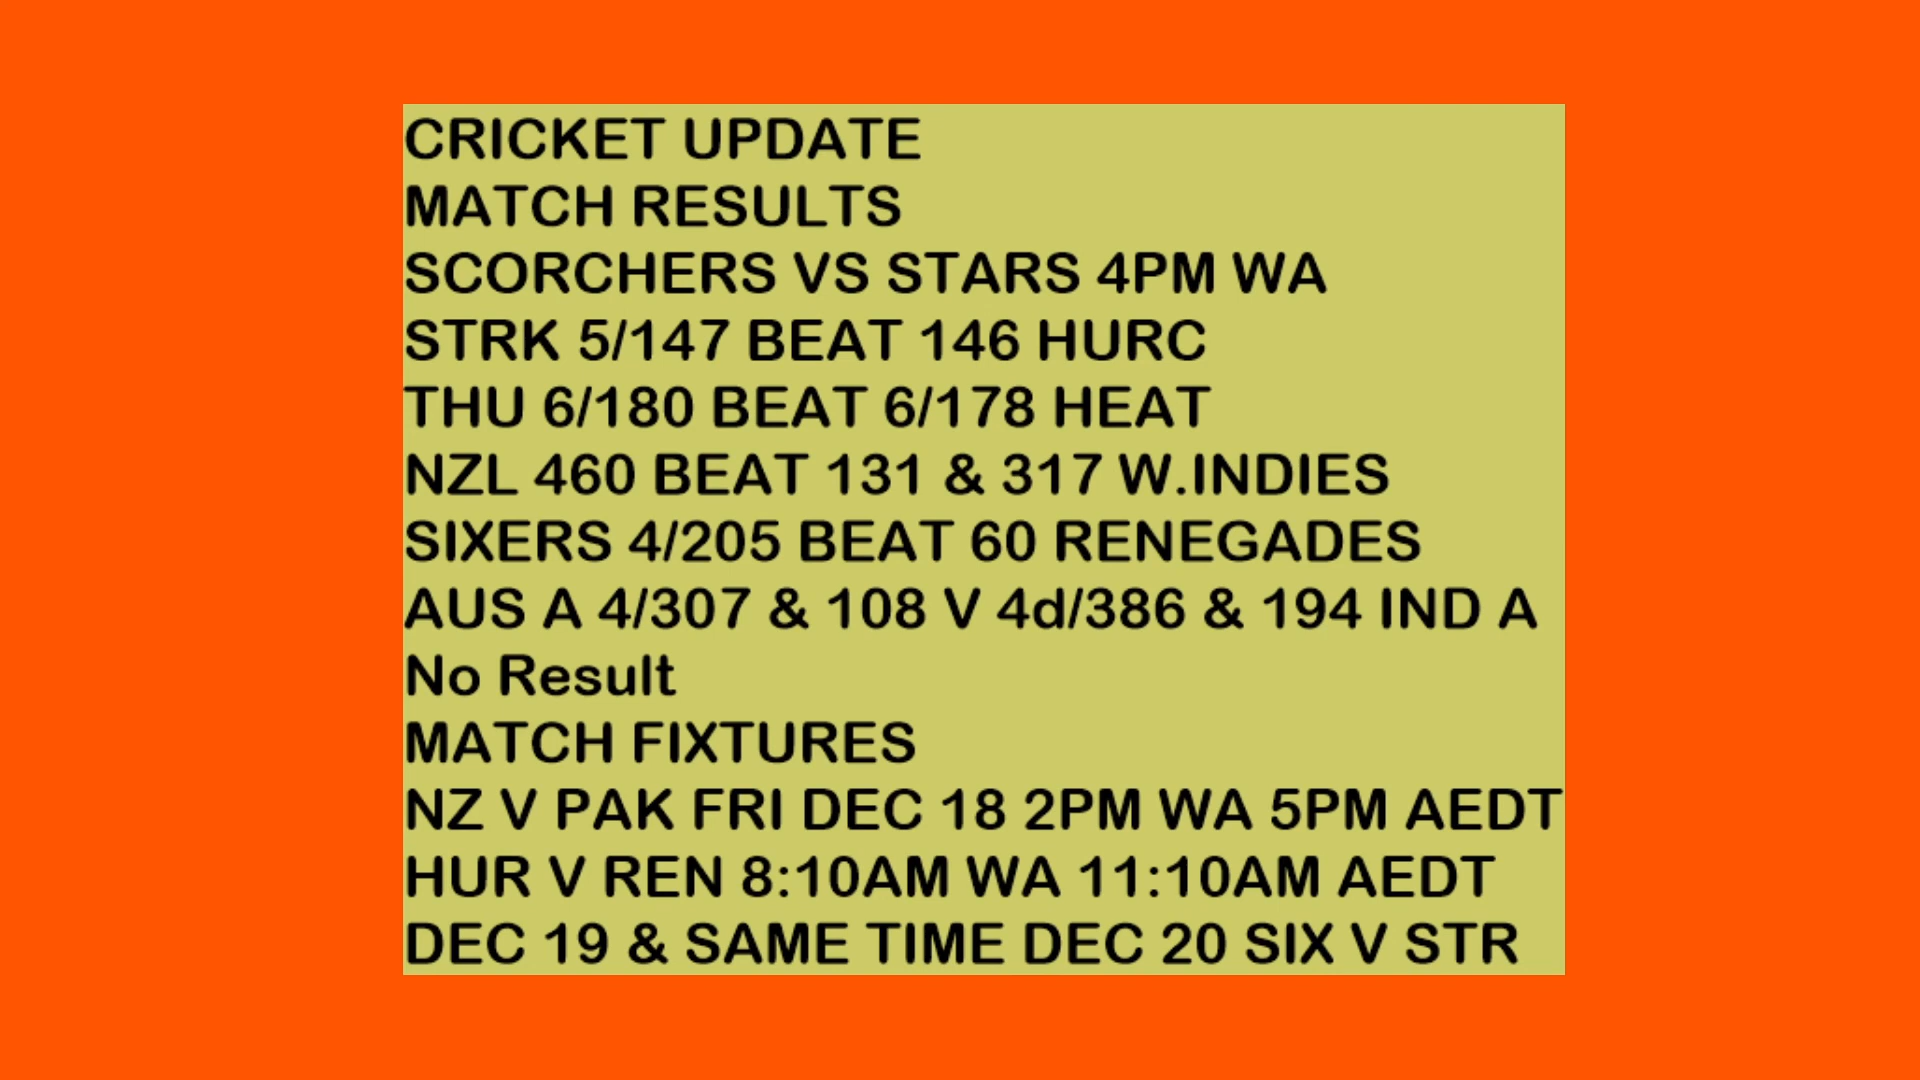 CRICKET UPDATE
MATCH RESULTS
SCORCHERS VS STARS 4PM WA
STRK 5/147 BEAT 146 HURC
THU 6/180 BEAT 6/178 HEAT
NZL 460 BEAT 131 & 317 W.INDIES
SIXERS 4/205 BEAT 60 RENEGADES
AUS A 4/307 & 108 V 4d/386 & 194 IND A
No Result
MATCH FIXTURES
NZ V PAK FRI DEC 18 2PM WA 5PM AEDT
HUR V REN 8:10AM WA 11:10AM AEDT
DEC 19 & SAME TIME DEC 20 SIX V STR